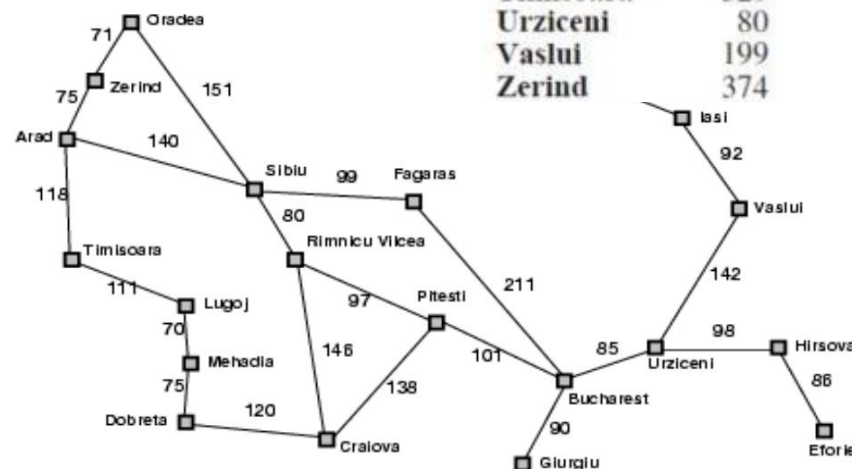 Urziceni 80
Vaslui 199
Zerind 374
Oradea
71
Zerind
75
151
Arad
140
Iasi
92
Sibiu
99
Fagaras
118
80
Vaslui
Rimnicu Vilcea
Timisoara
142
111
Lugoj
97
Pitesti
211
70
98
Hirsova
146
85
Urziceni
Mehadia
101
86
75
138
Bucharest
120
Dobreta
90
Craiova
Eforie
Giurgiu